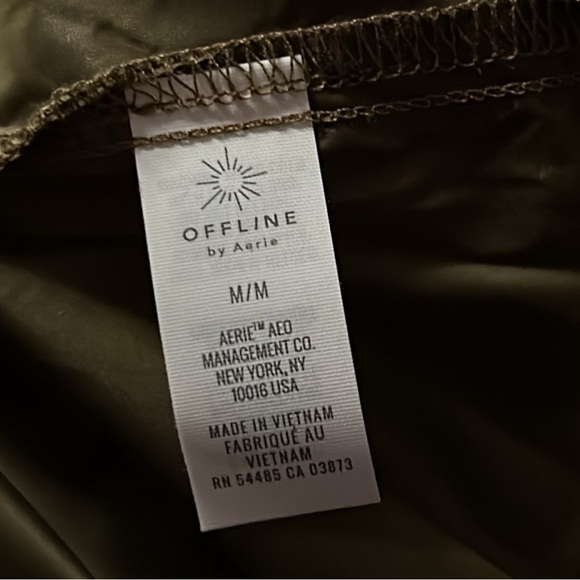 OFFLINE
by Aerie
M/M
AERIE™ AEO
MANAGEMENT CO.
NEW YORK, NY
10016 USA
MADE IN VIETNAM
FABRIQUÉ AU
VIETNAM
RN 54485 CA 03873